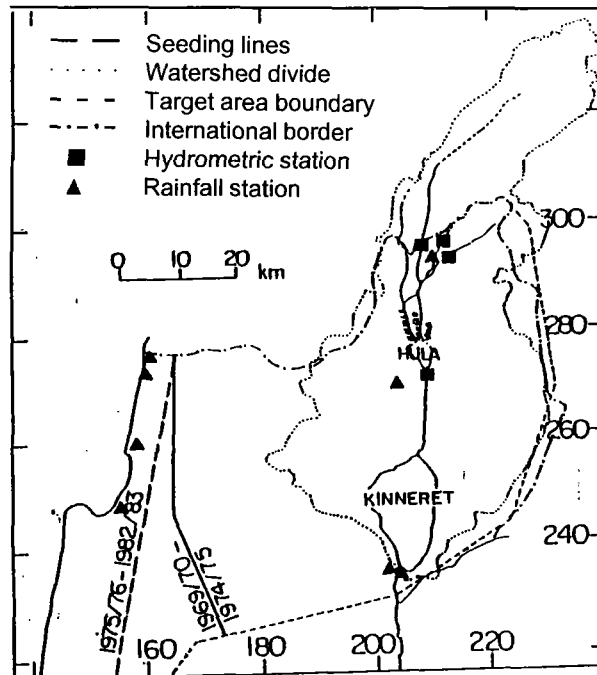 Seeding lines
Watershed divide
Target area boundary
International border
Hydrometric station
Rainfall station
0 10 20
km
220
300
280
260
240
160
180
200
220
HULA
KINNERET
1975/76-1982/83
1969/70-
1974/75